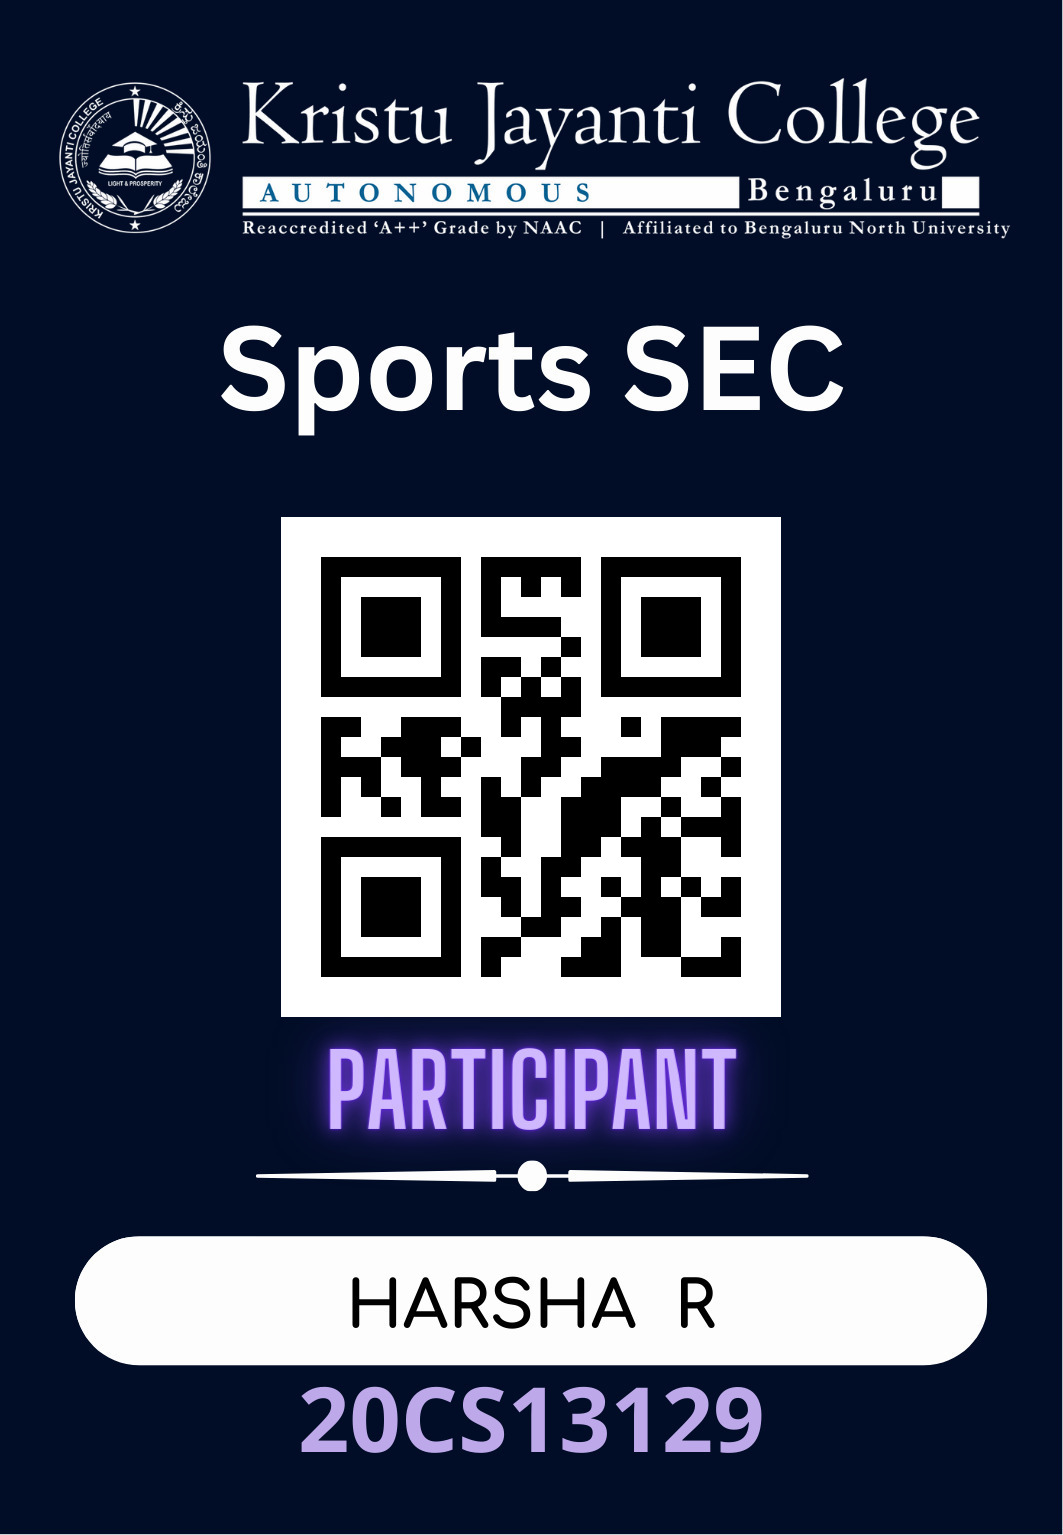 Kristu Jayanti College
AUTONOMOUS Bengaluru
Reaccredited ‘A++’ Grade by NAAC | Affiliated to Bengaluru North University
KRISTU JAYANTI COLLEGE
LIGHT & PROSPERITY
Sports SEC
PARTICIPANT
HARSHA R
20CS13129